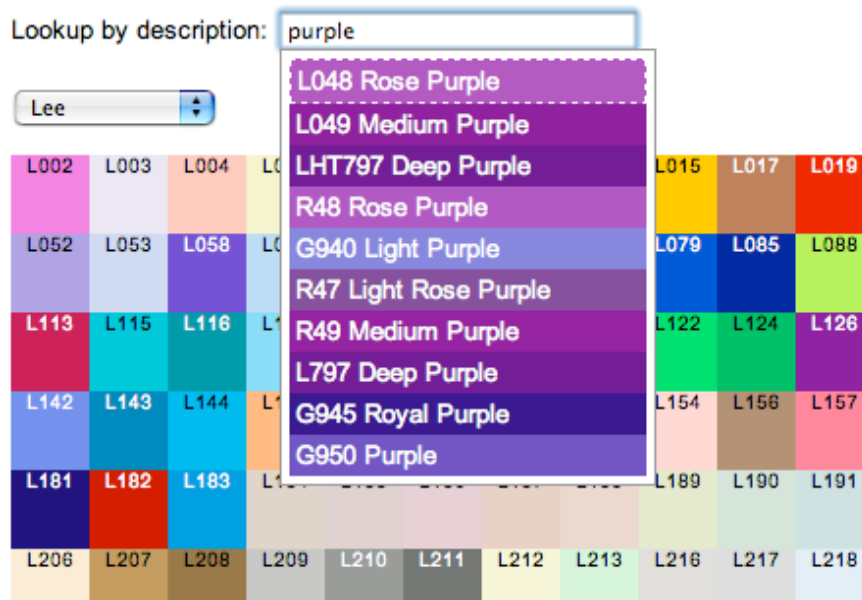 Lookup by description: purple
Lee
L048 Rose Purple
L049 Medium Purple
LHT797 Deep Purple
R48 Rose Purple
G940 Light Purple
R47 Light Rose Purple
R49 Medium Purple
L797 Deep Purple
G945 Royal Purple
G950 Purple
L002 L003 L004 L015 L017 L019
L052 L053 L058 L079 L085 L088
L113 L115 L116 L122 L124 L126
L142 L143 L144 L154 L156 L157
L181 L182 L183 L189 L190 L191
L206 L207 L208 L209 L210 L211 L212 L213 L216 L217 L218